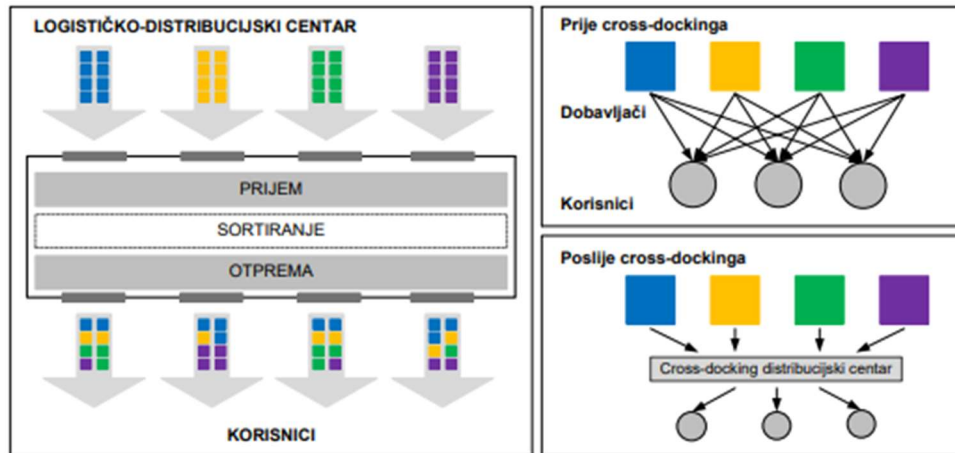 LOGISTIČKO-DISTRIBUCIJSKI CENTAR
PRIJEM
SORTIRANJE
OTPREMA
KORISNICI
Prije cross-dockinga
Dobavljači
Korisnici
Poslije cross-dockinga
Cross-docking distribucijski centar